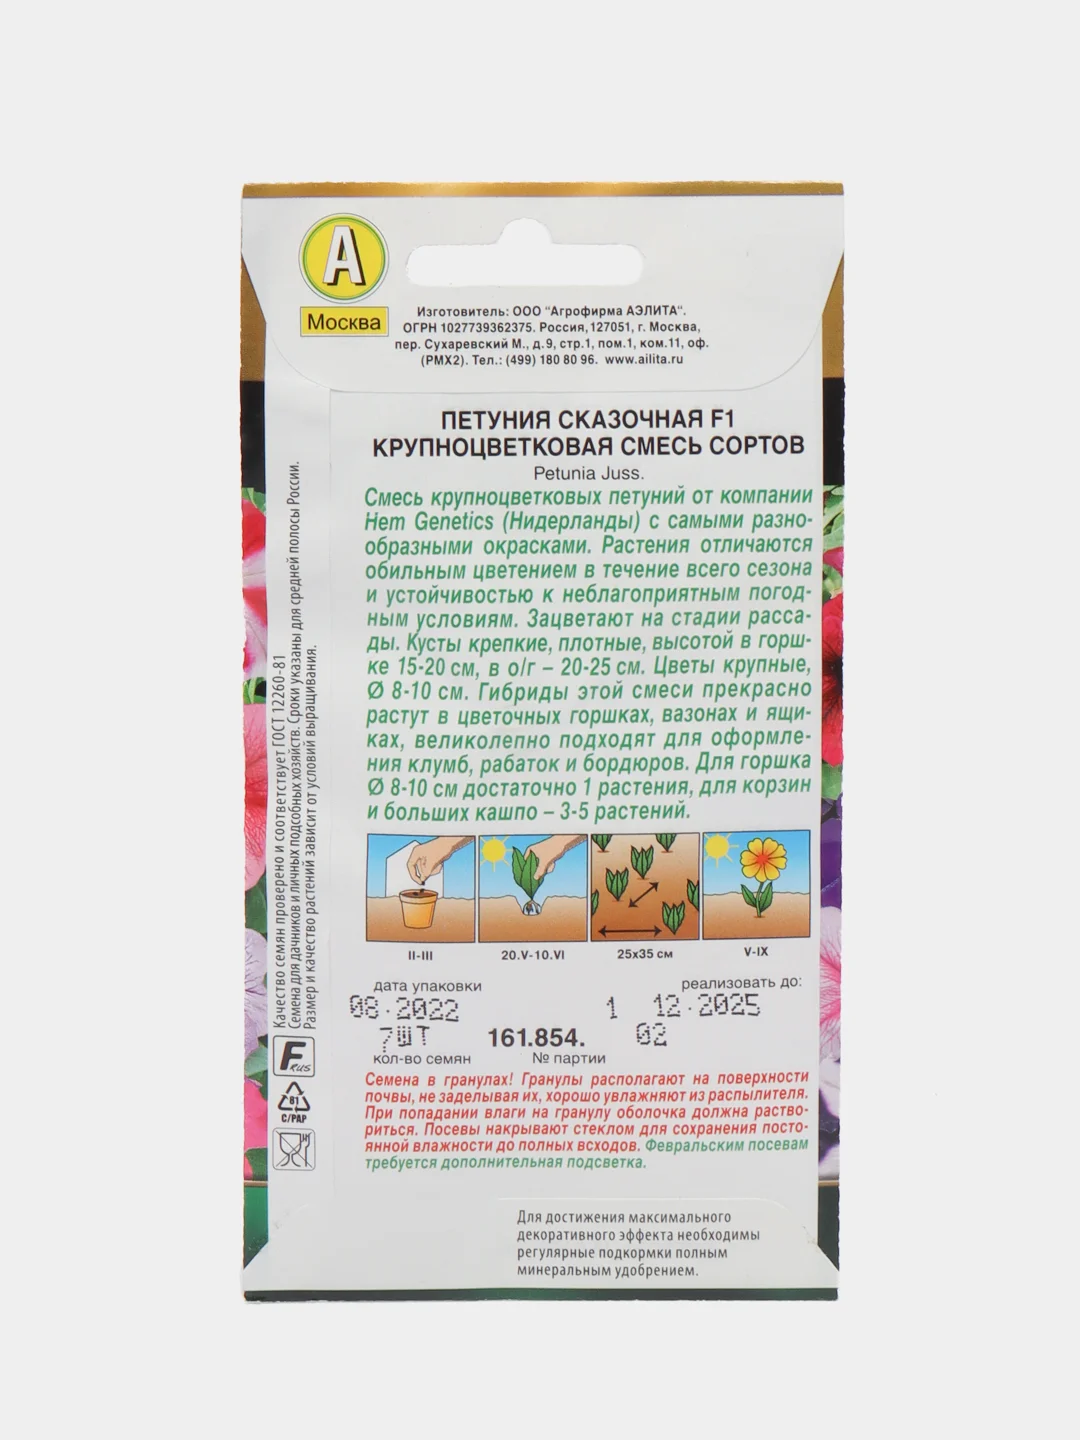 А
Москва
Изготовитель: ООО "Агрофирма АЭЛИТА".
ОГРН 1027739362375. Россия, 127051, г. Москва,
пер. Сухаревский М., д.9, стр.1, пом.1, ком.11, оф.
(РМХ2). Тел.: (499) 180 80 96. www.ailita.ru
ПЕТУНИЯ СКАЗОЧНАЯ F1
КРУПНОЦВЕТКОВАЯ СМЕСЬ СОРТОВ
Petunia Juss.
Смесь крупноцветковых петуний от компании
Hem Genetics (Нидерланды) с самыми разно-
образными окрасками. Растения отличаются
обильным цветением в течение всего сезона
и устойчивостью к неблагоприятным погод-
ным условиям. Зацветают на стадии расса-
ды. Кусты крепкие, плотные, высотой в горш-
ке 15-20 см, в о/г – 20-25 см. Цветы крупные,
Ø 8-10 см. Гибриды этой смеси прекрасно
растут в цветочных горшках, вазонах и ящи-
ках, великолепно подходят для оформле-
ния клумб, рабаток и бордюров. Для горшка
Ø 8-10 см достаточно 1 растения, для корзин
и больших кашпо – 3-5 растений.
II-III
20.V-10.VI
25х35 см
V-IX
дата упаковки
реализовать до:
08.2022
1 12.2025
7шт
161.854.
02
кол-во семян
№ партии
Семена в гранулах! Гранулы располагают на поверхности
почвы, не заделывая их, хорошо увлажняют из распылителя.
При попадании влаги на гранулу оболочка должна раство-
риться. Посевы накрывают стеклом для сохранения посто-
янной влажности до полных всходов. Февральским посевам
требуется дополнительная подсветка.
Для достижения максимального
декоративного эффекта необходимы
регулярные подкормки полным
минеральным удобрением.
Качество семян проверено и соответствует ГОСТ 12260-81
Семена для дачников и личных подсобных хозяйств. Сроки указаны для средней полосы России.
Размер и качество растений зависит от условий выращивания.
F RUS
81
C/PAP